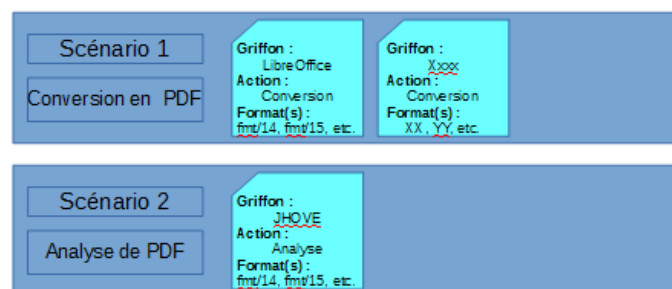 Scénario 1
Conversion en PDF
Griffon :
LibreOffice
Action :
Conversion
Format(s) :
fmt/14, fmt/15, etc.
Griffon :
Xxxx
Action :
Conversion
Format(s) :
XX , YY, etc.
Scénario 2
Analyse de PDF
Griffon :
JHOVE
Action :
Analyse
Format(s) :
fmt/14, fmt/15, etc.